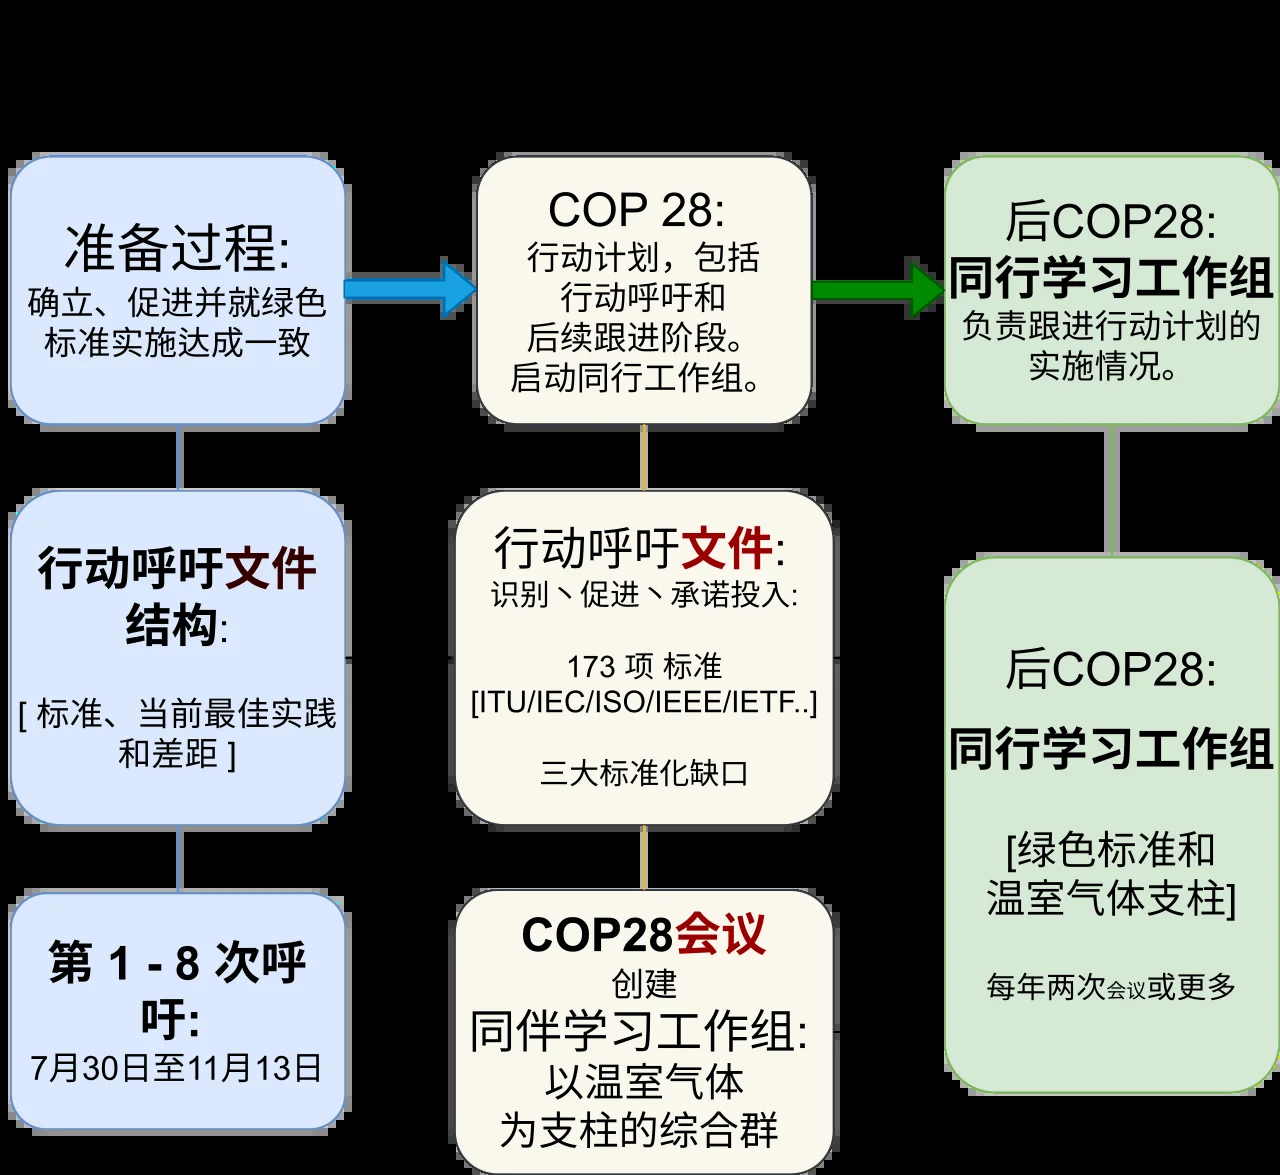 准备过程:
确立、促进并就绿色
标准实施达成一致
COP 28:
行动计划，包括
行动呼吁和
后续跟进阶段。
启动同行工作组。
后COP28:
同行学习工作组
负责跟进行动计划的
实施情况。
行动呼吁文件
结构:
[ 标准、当前最佳实践
和差距 ]
行动呼吁文件:
识别丶促进丶承诺投入:
173 项 标准
[ITU/IEC/ISO/IEEE/IETF..]
三大标准化缺口
后COP28:
同行学习工作组
[绿色标准和
温室气体支柱]
每年两次会议或更多
第 1 - 8 次呼
吁:
7月30日至11月13日
COP28会议
创建
同伴学习工作组:
以温室气体
为支柱的综合群